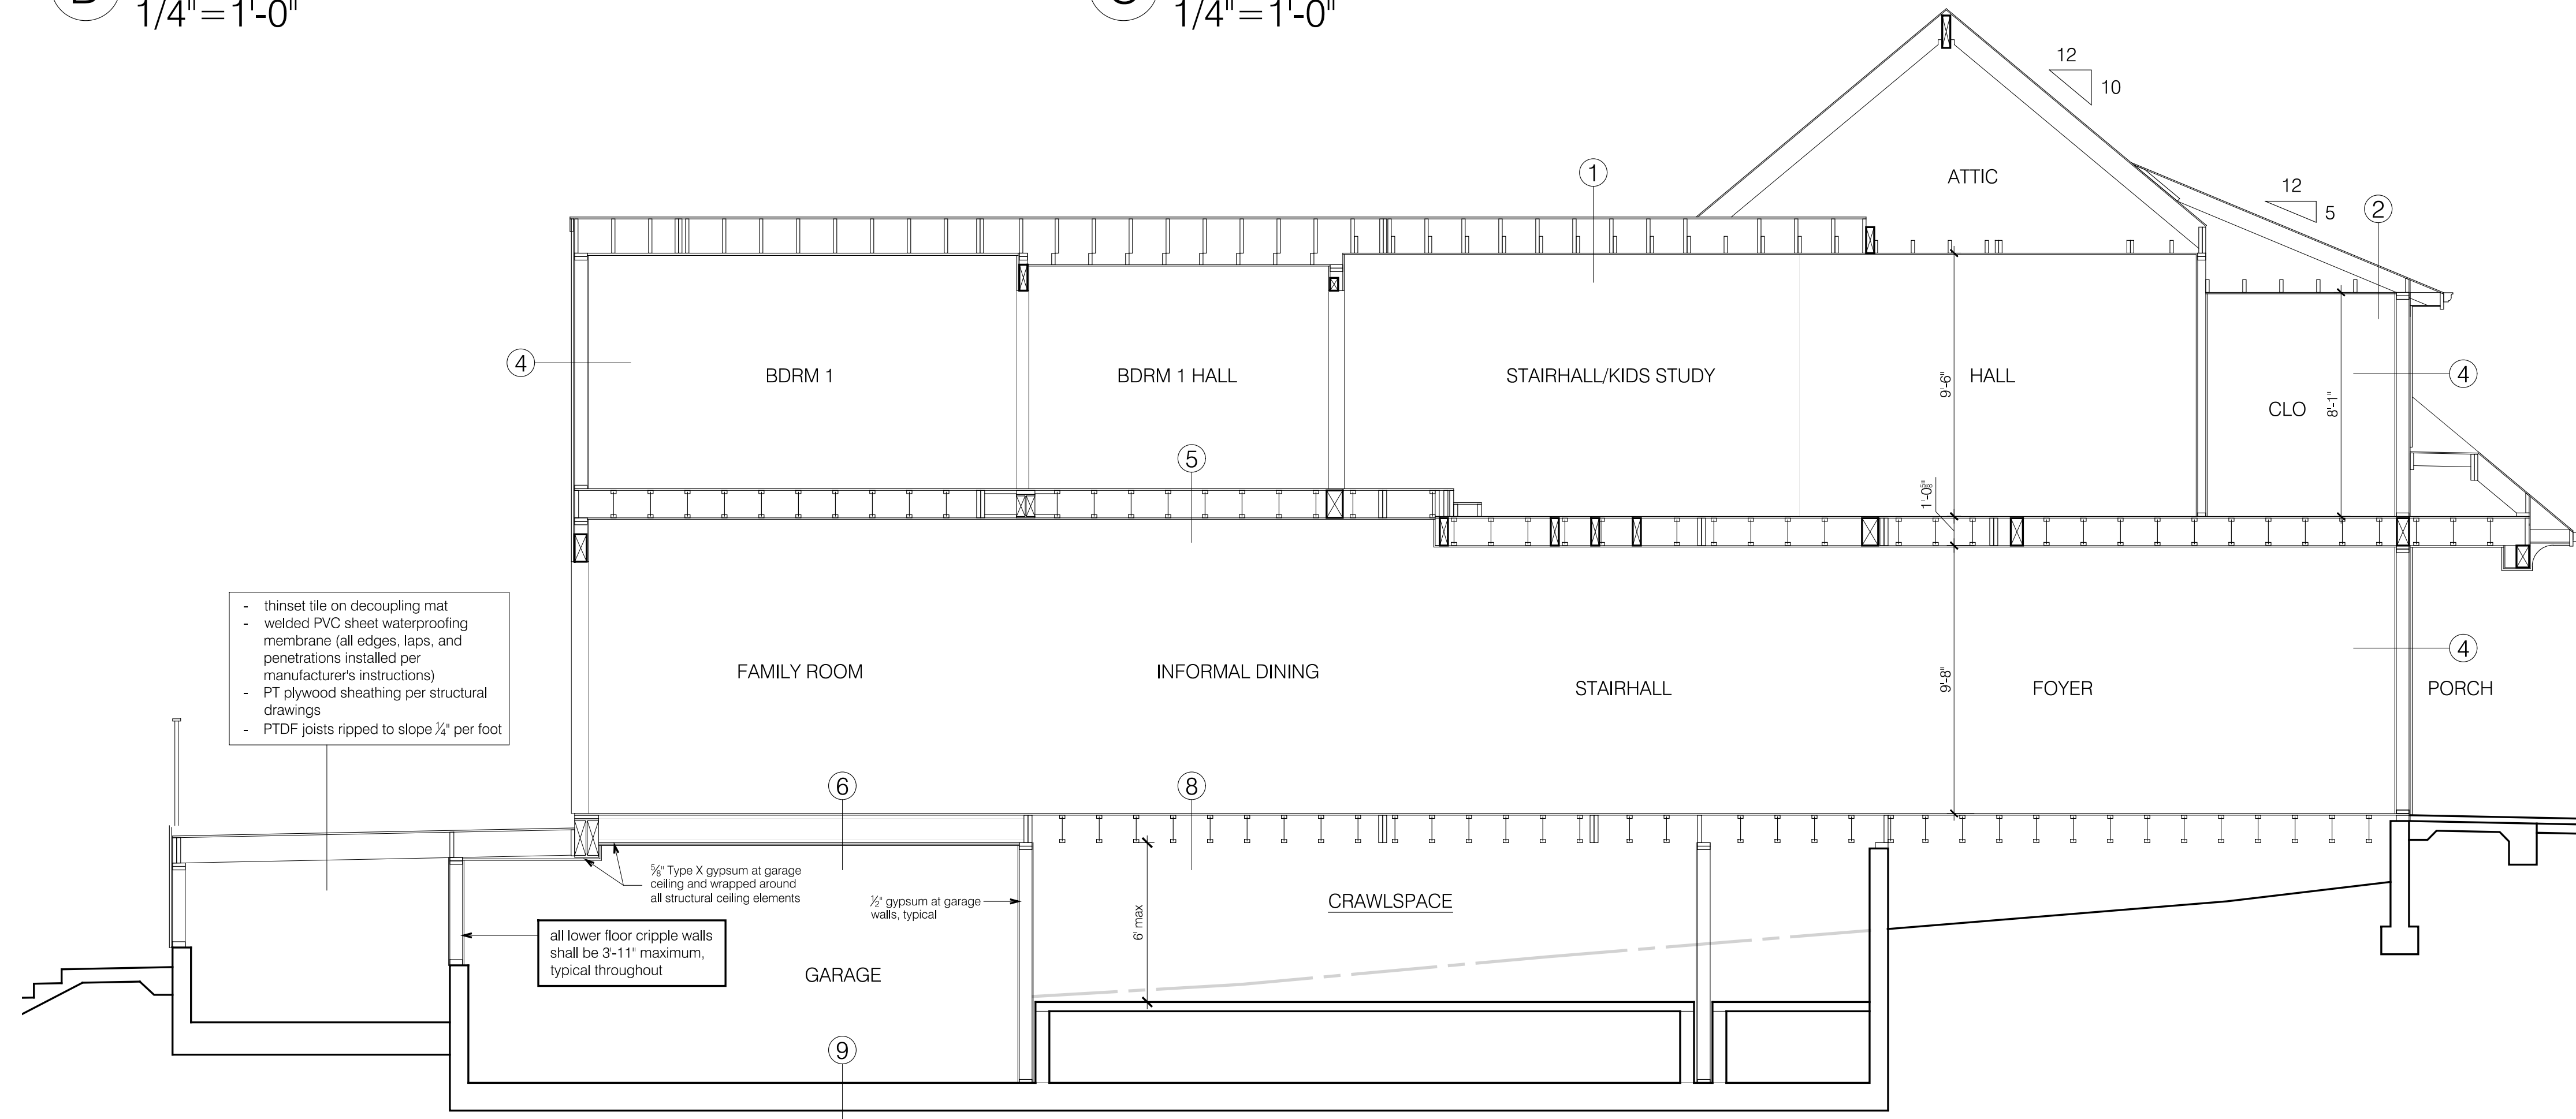 1/4"=1'-0"
1/4"=1'-0"
12
10
ATTIC
12
5
1
2
4
BDRM 1
BDRM 1 HALL
STAIRHALL/KIDS STUDY
HALL
9'-6"
CLO
8'-1"
4
5
1'-0⅝"
- thinset tile on decoupling mat
- welded PVC sheet waterproofing
membrane (all edges, laps, and
penetrations installed per
manufacturer's instructions)
- PT plywood sheathing per structural
drawings
- PTDF joists ripped to slope ¼" per foot
FAMILY ROOM
INFORMAL DINING
STAIRHALL
9'-8"
FOYER
4
PORCH
6
8
⅝" Type X gypsum at garage
ceiling and wrapped around
all structural ceiling elements
½" gypsum at garage
walls, typical
6' max
CRAWLSPACE
all lower floor cripple walls
shall be 3'-11" maximum,
typical throughout
GARAGE
9